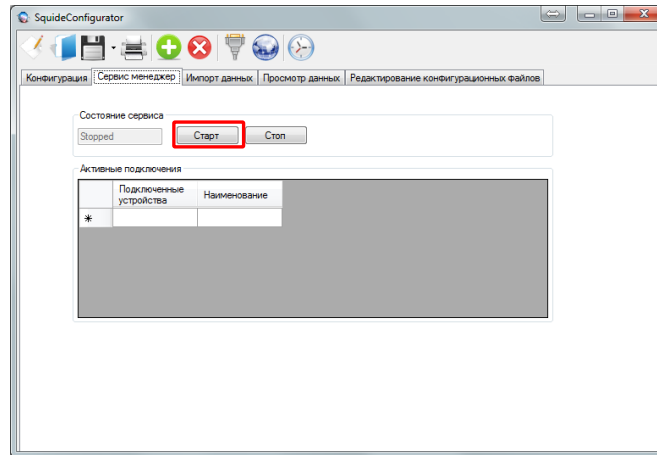 SquideConfigurator
Конфигурация Сервис менеджер Импорт данных Просмотр данных Редактирование конфигурационных файлов
Состояние сервиса
Stopped Старт Стоп
Активные подключения
Подключенные
устройства Наименование